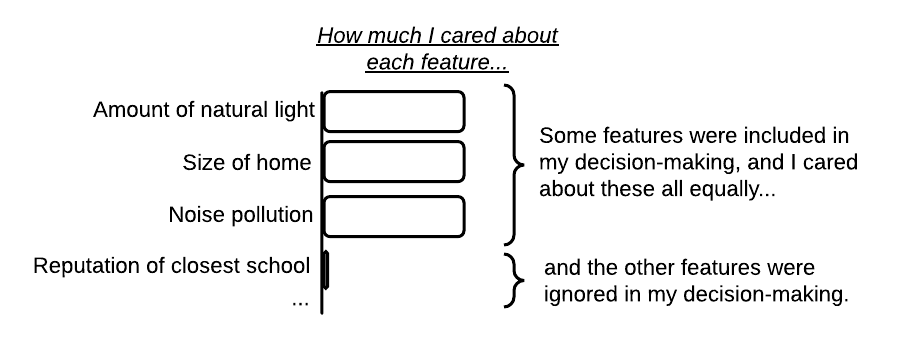 How much I cared about
each feature...
Amount of natural light
Size of home
Noise pollution
Reputation of closest school
...
Some features were included in
my decision-making, and I cared
about these all equally...
and the other features were
ignored in my decision-making.